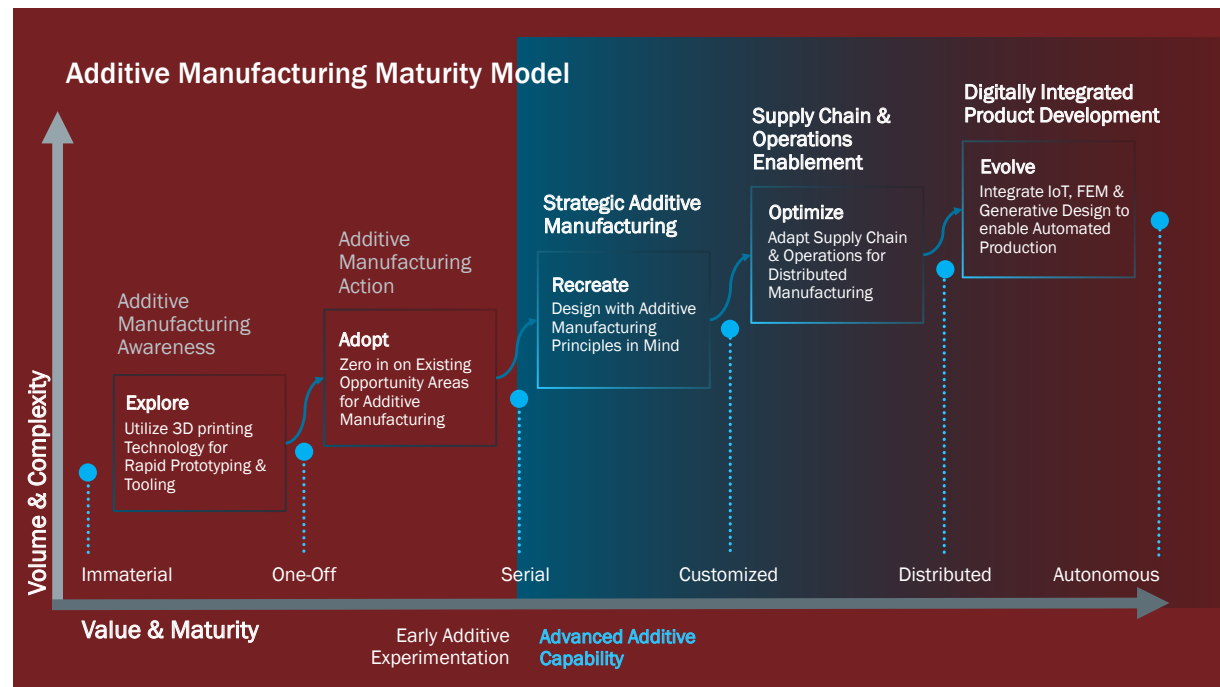 Additive Manufacturing Maturity Model
Volume & Complexity
Additive
Manufacturing
Awareness
Explore
Utilize 3D printing
Technology for
Rapid Prototyping &
Tooling
Additive
Manufacturing
Action
Adopt
Zero in on Existing
Opportunity Areas
for Additive
Manufacturing
Strategic Additive
Manufacturing
Recreate
Design with Additive
Manufacturing
Principles in Mind
Supply Chain &
Operations
Enablement
Optimize
Adapt Supply Chain
& Operations for
Distributed
Manufacturing
Digitally Integrated
Product Development
Evolve
Integrate IoT, FEM &
Generative Design to
enable Automated
Production
Immaterial
One-Off
Serial
Customized
Distributed
Autonomous
Value & Maturity
Early Additive
Experimentation
Advanced Additive
Capability